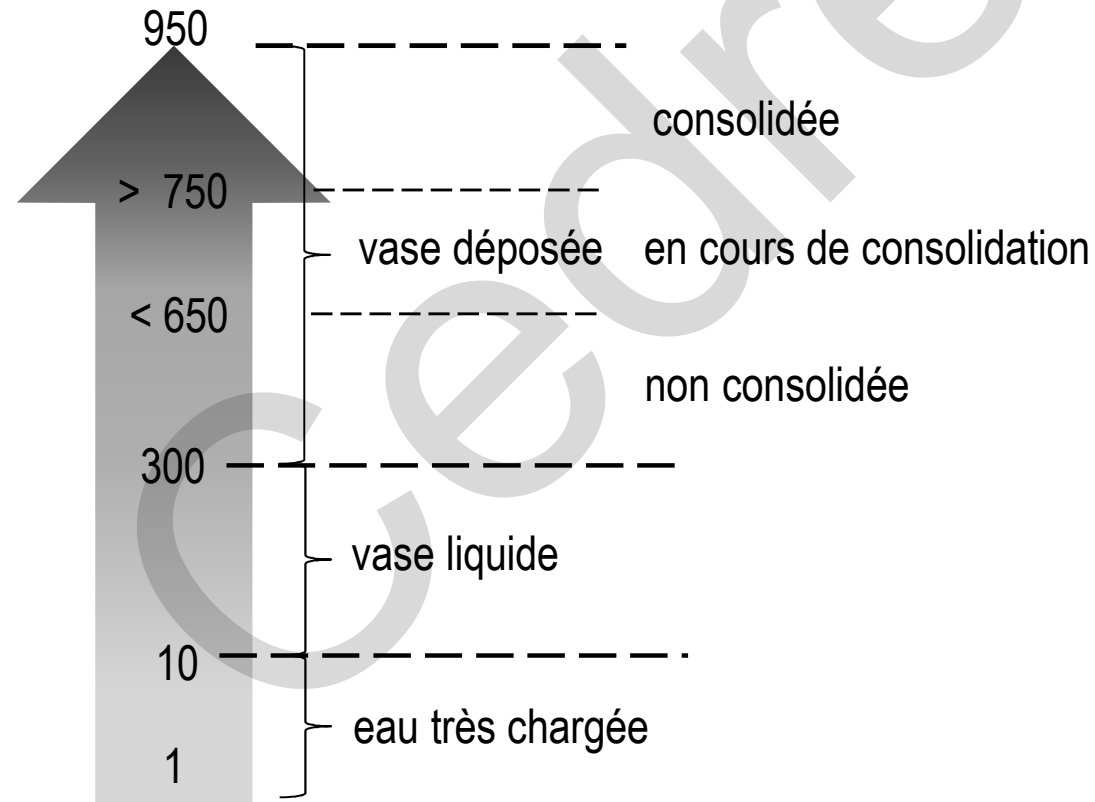 950
consolidée
> 750
vase déposée en cours de consolidation
< 650
non consolidée
300
vase liquide
10
eau très chargée
1
Cedre